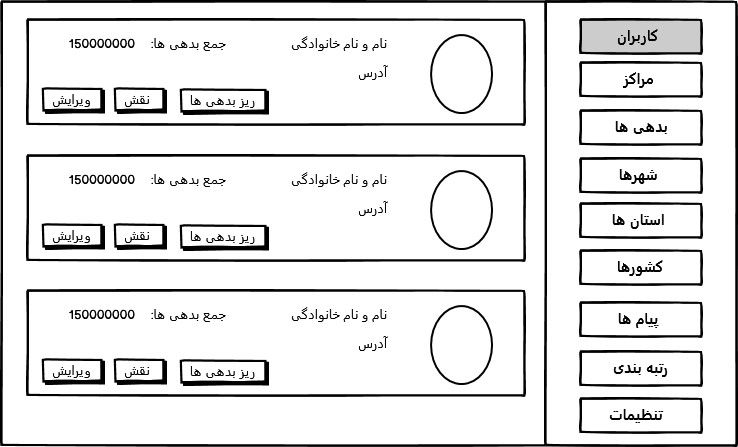 کاربران
مراکز
بدهی ها
شهرها
استان ها
کشورها
پیام ها
رتبه بندی
تنظیمات
نام و نام خانوادگی جمع بدهی ها: 150000000
آدرس
ریز بدهی ها نقش ویرایش
نام و نام خانوادگی جمع بدهی ها: 150000000
آدرس
ریز بدهی ها نقش ویرایش
نام و نام خانوادگی جمع بدهی ها: 150000000
آدرس
ریز بدهی ها نقش ویرایش